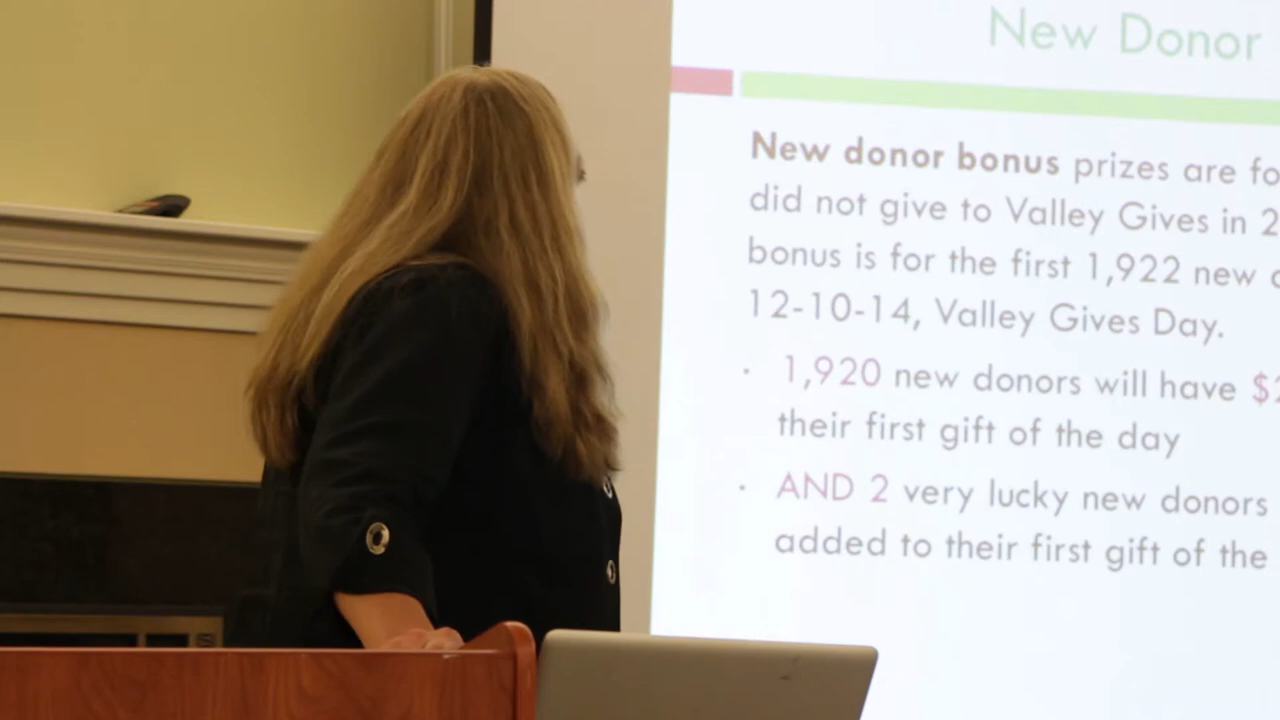 New Donor
New donor bonus prizes are fo
did not give to Valley Gives in 2
bonus is for the first 1,922 new
12-10-14, Valley Gives Day.
· 1,920 new donors will have $2
their first gift of the day
· AND 2 very lucky new donors
added to their first gift of the